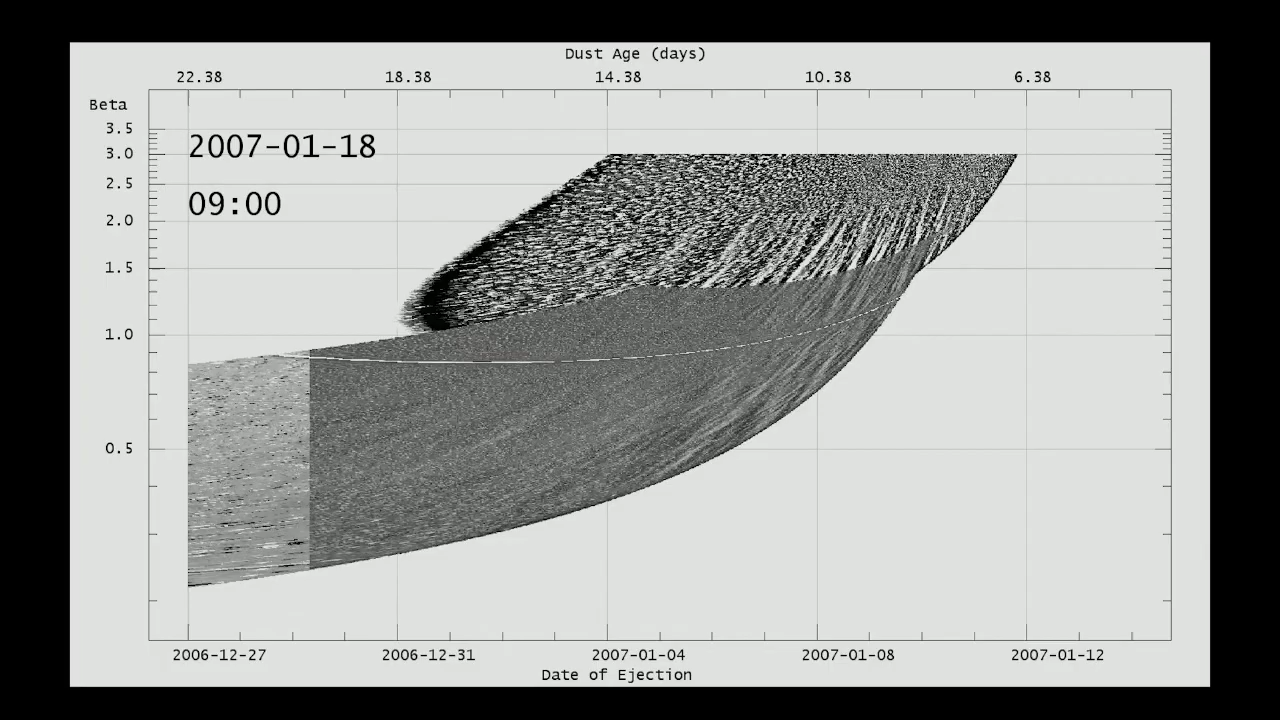 Dust Age (days)
22.38 18.38 14.38 10.38 6.38
Beta
3.5
3.0
2.5
2.0
1.5
1.0
0.5
2007-01-18
09:00
2006-12-27 2006-12-31 2007-01-04 2007-01-08 2007-01-12
Date of Ejection